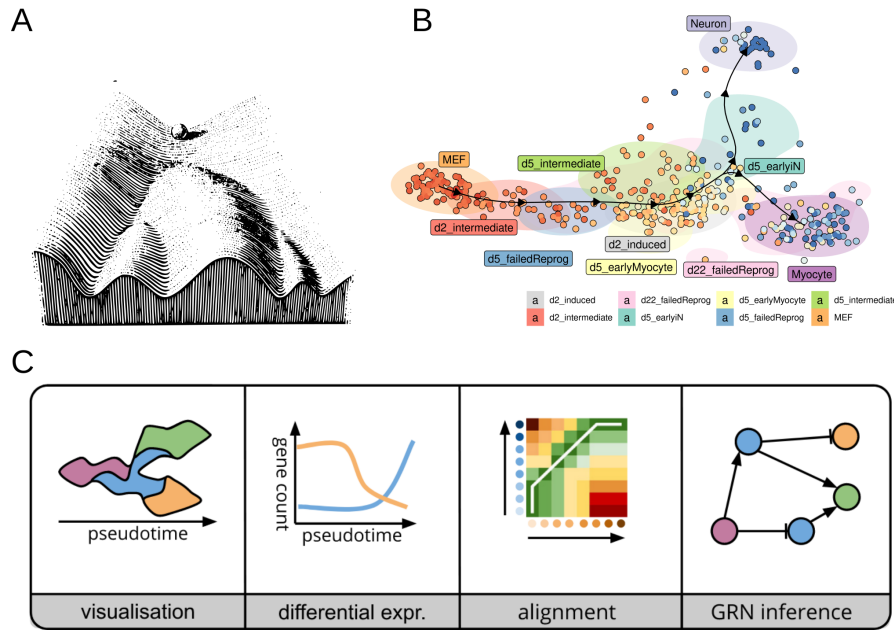 A
B
Neuron
MEF
d5_intermediate
d5_earlyiN
d2_intermediate
d2_induced
d5_failedReprog
d5_earlyMyocyte
d22_failedReprog
Myocyte
a d2_induced a d22_failedReprog a d5_earlyMyocyte a d5_intermediate
a d2_intermediate a d5_earlyiN a d5_failedReprog a MEF
C
pseudotime
gene count
pseudotime
visualisation
differential expr.
alignment
GRN inference